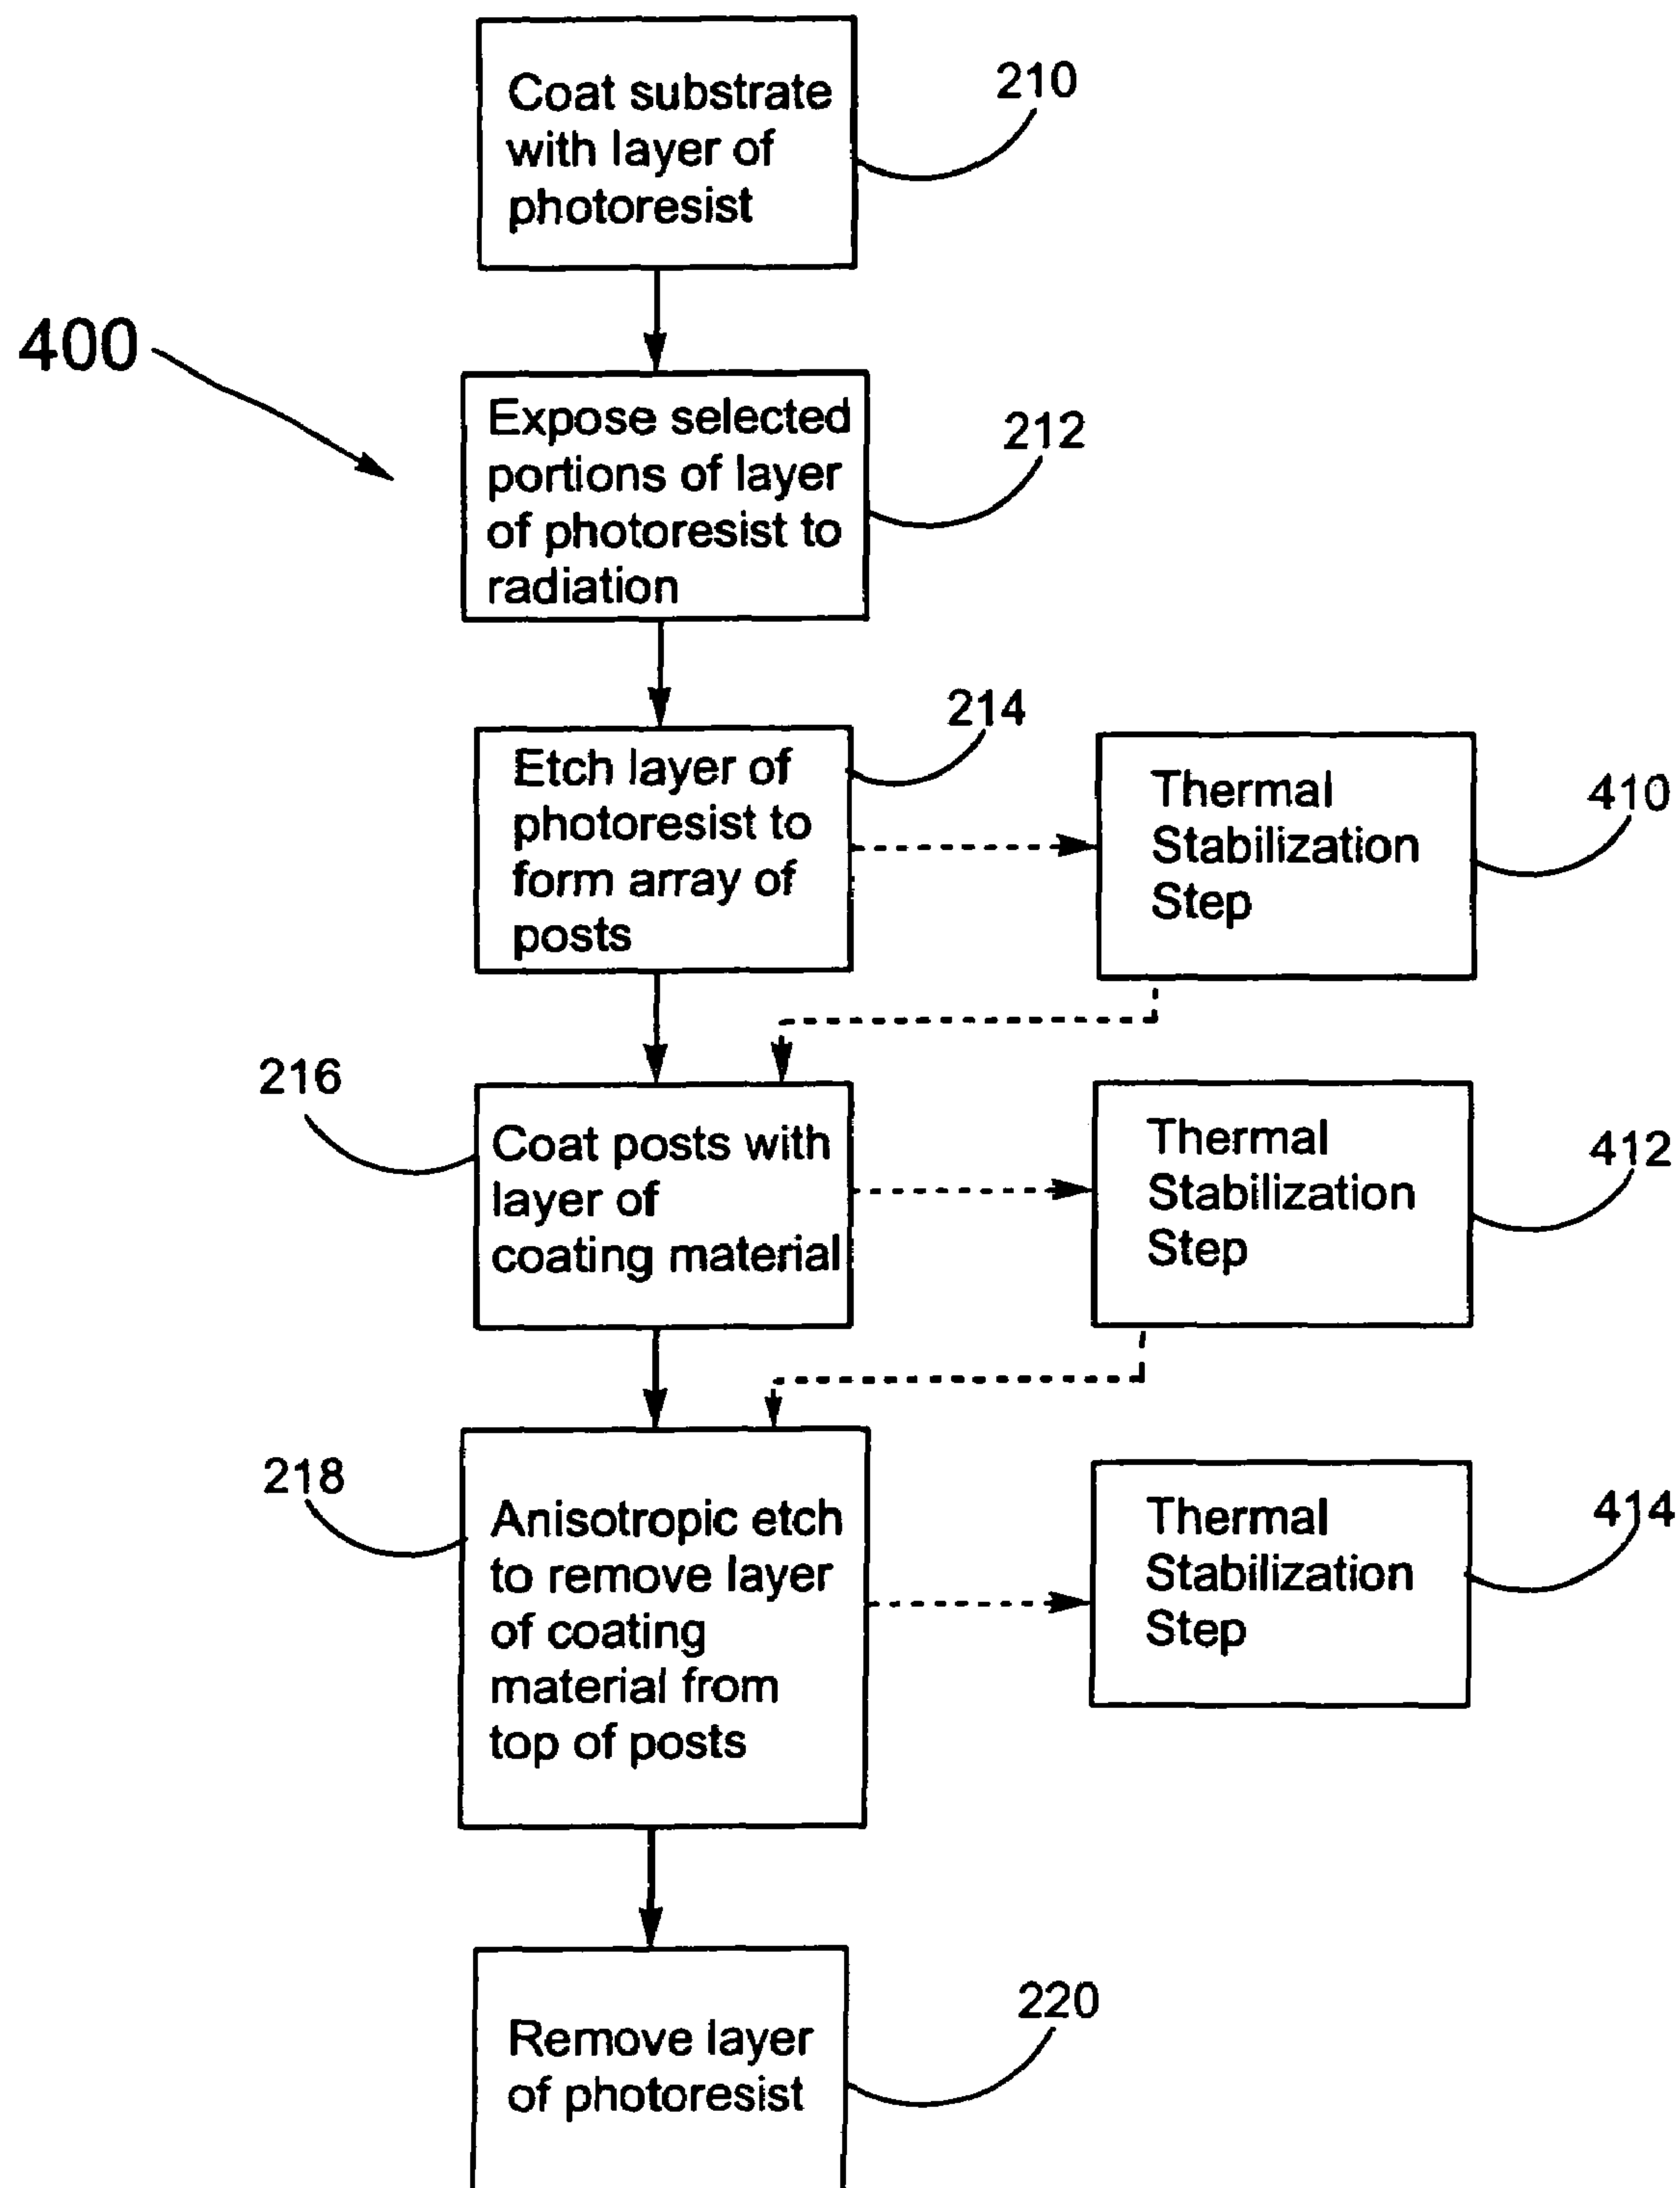 Coat substrate
with layer of
photoresist
210
400
Expose selected
portions of layer
of photoresist to
radiation
212
Etch layer of
photoresist to
form array of
posts
214
Thermal
Stabilization
Step
410
216
Coat posts with
layer of
coating material
Thermal
Stabilization
Step
412
218
Anisotropic etch
to remove layer
of coating
material from
top of posts
Thermal
Stabilization
Step
414
Remove layer
of photoresist
220